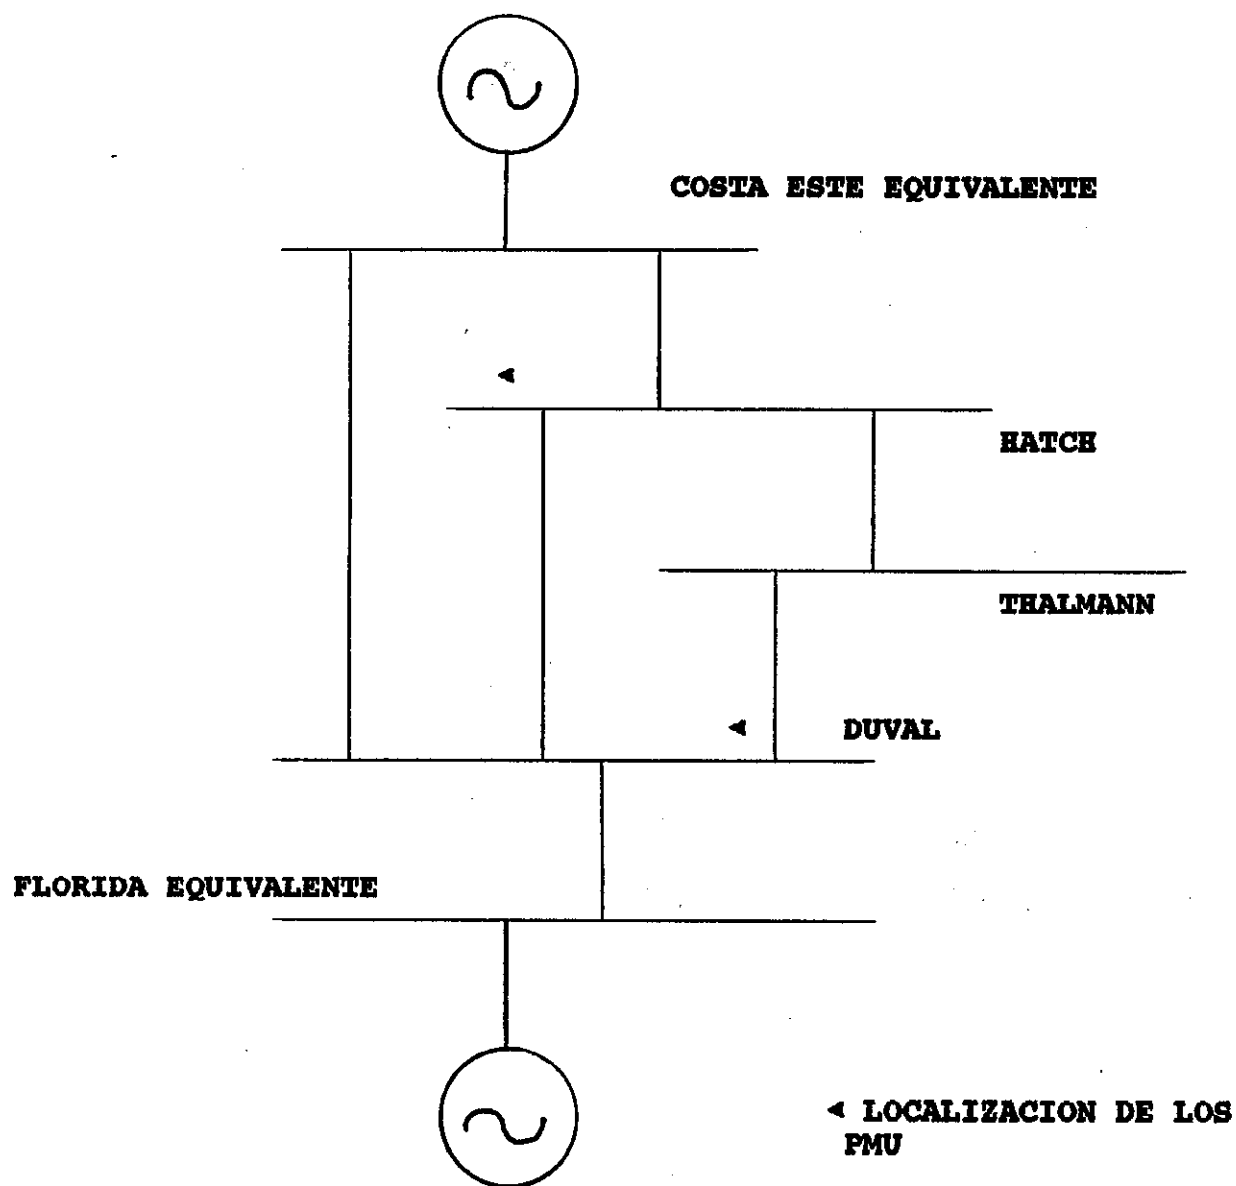 COSTA ESTE EQUIVALENTE
HATCH
THALMANN
DUVAL
FLORIDA EQUIVALENTE
LOCALIZACION DE LOS
PMU